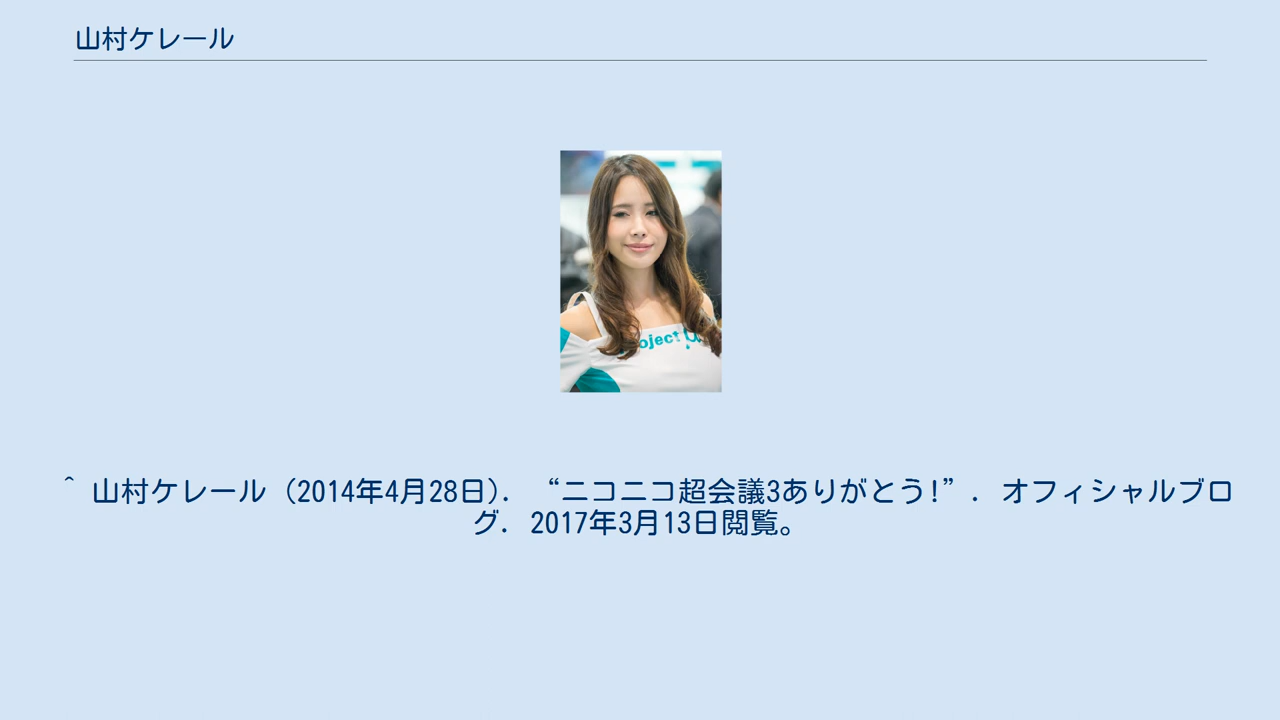 山村ケレール
oject
^ 山村ケレール (2014年4月28日). “ニコニコ超会議3ありがとう!”. オフィシャルブロ
グ. 2017年3月13日閲覧。